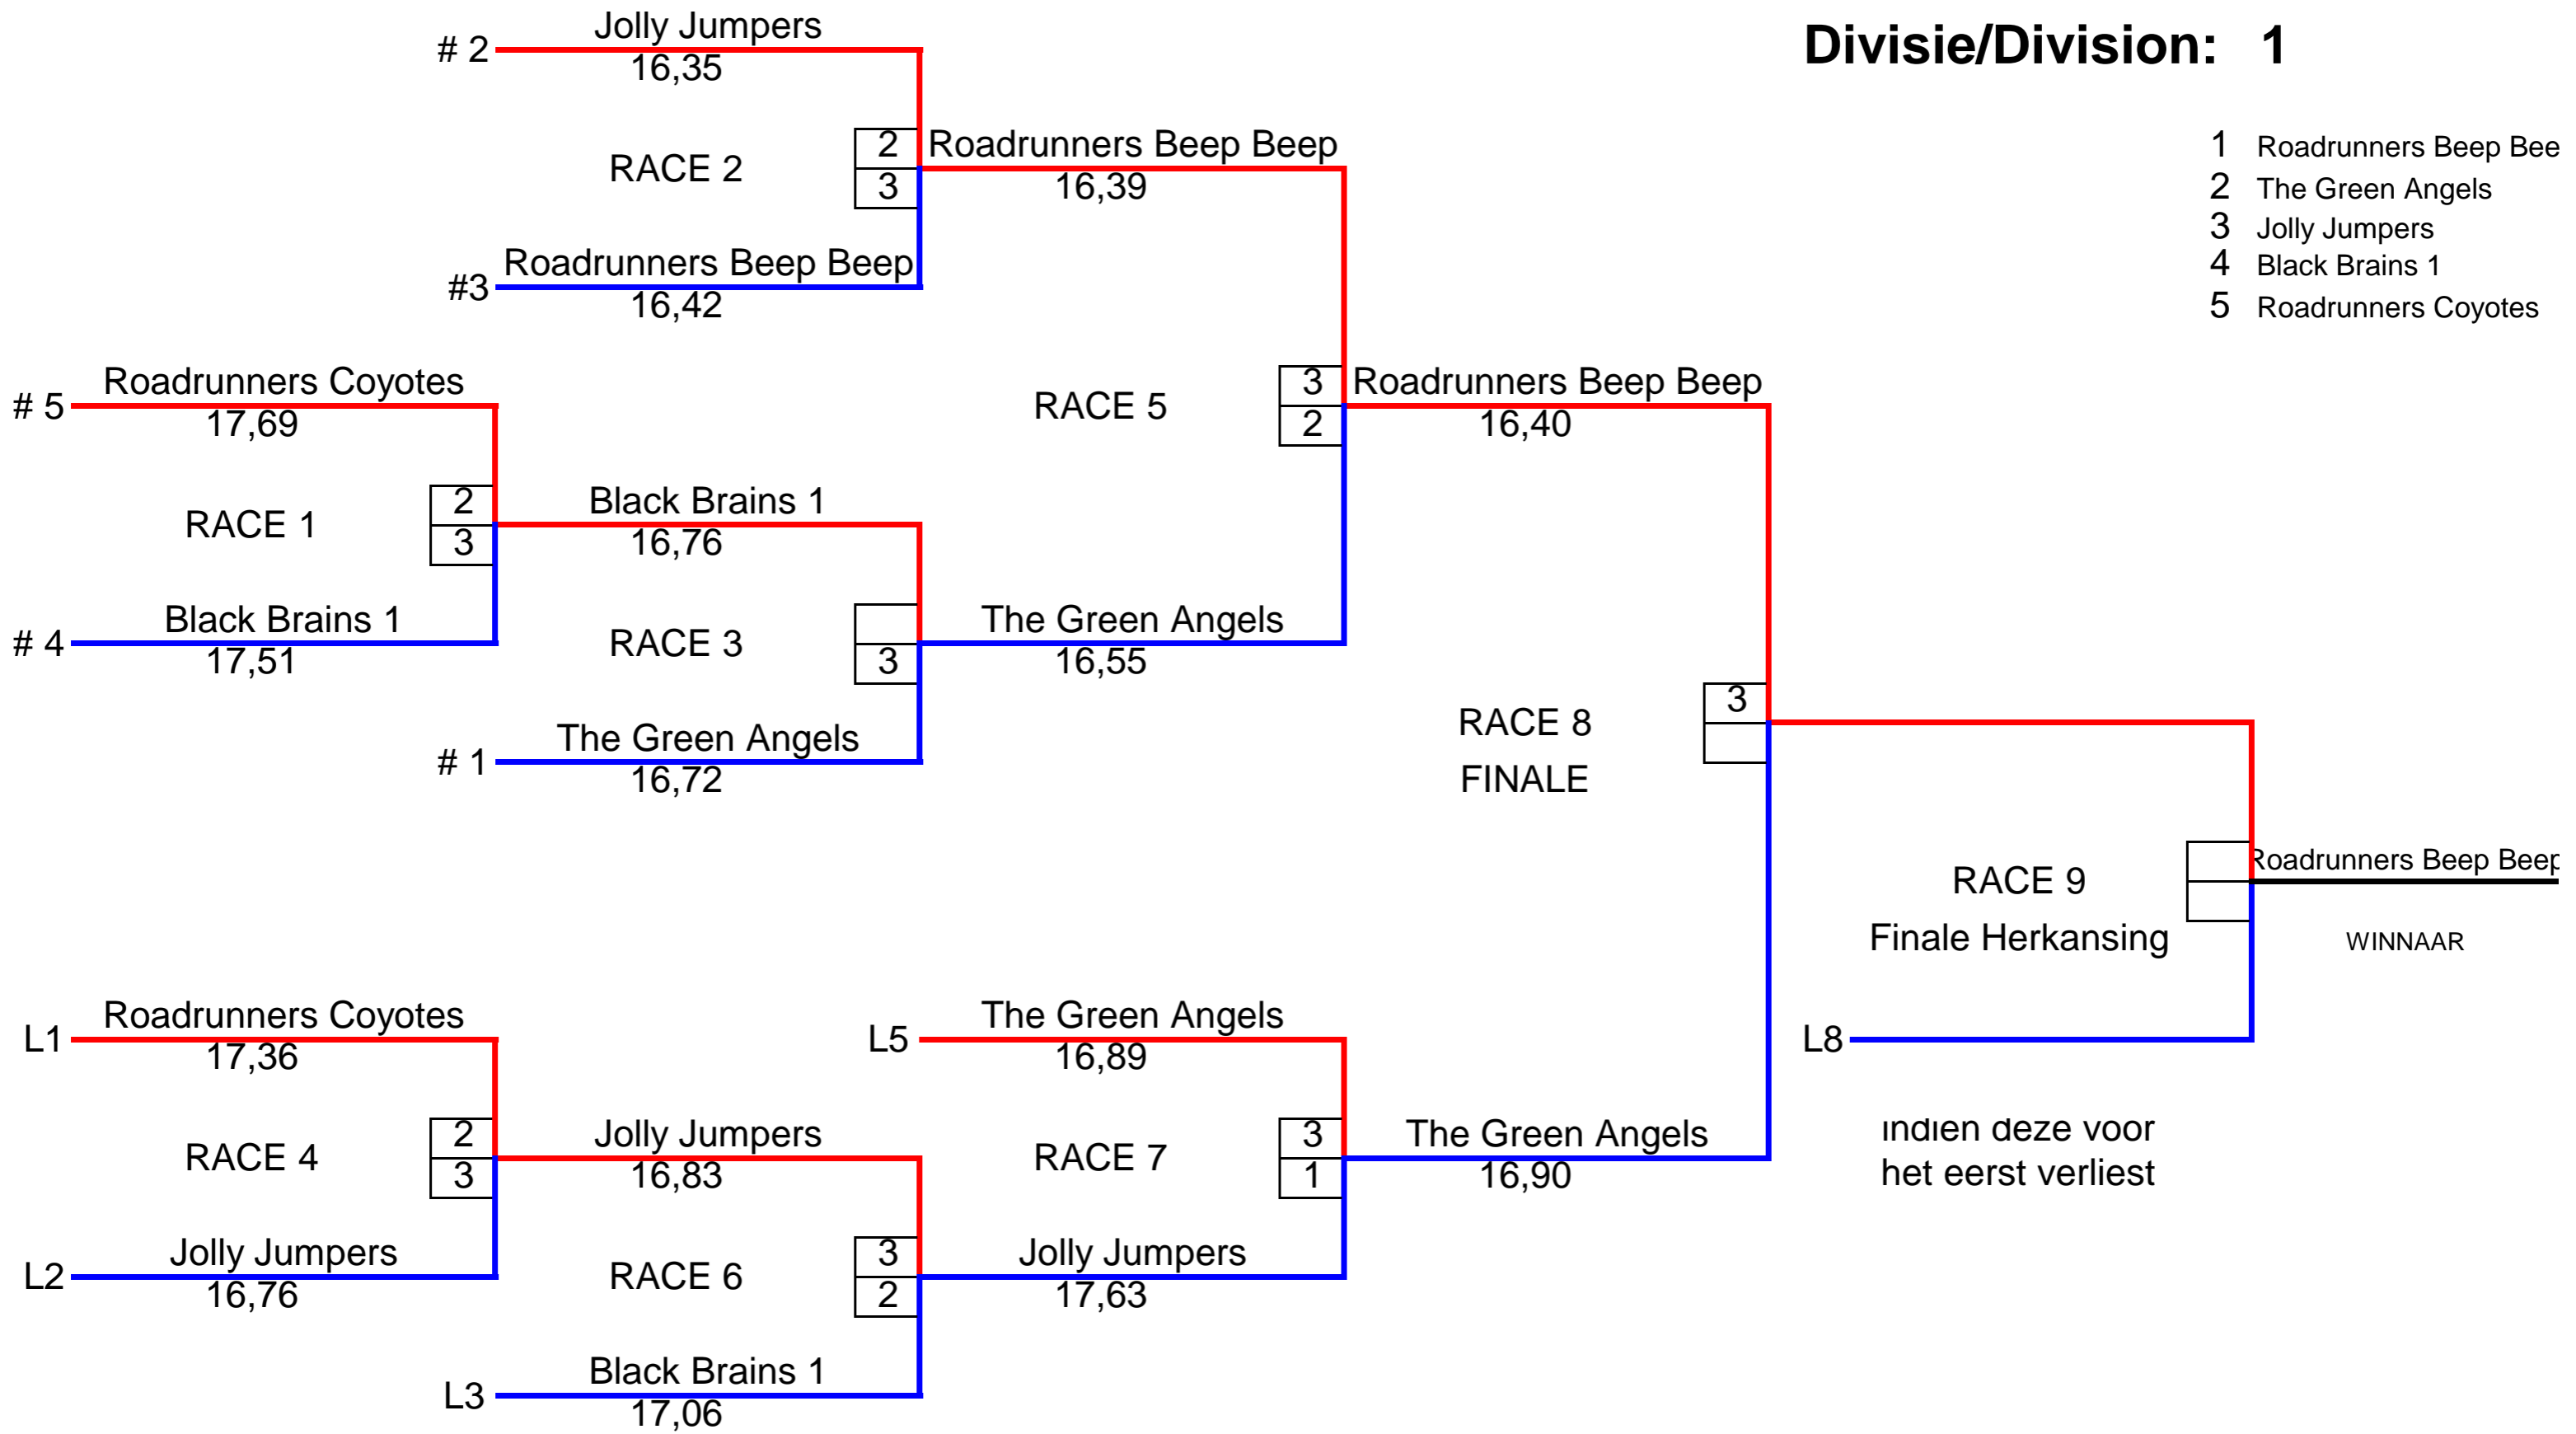 Divisie/Division: 1
1 Roadrunners Beep Bee
2 The Green Angels
3 Jolly Jumpers
4 Black Brains 1
5 Roadrunners Coyotes
# 2 Jolly Jumpers
16,35
RACE 2
2
3
#3 Roadrunners Beep Beep
16,42
Roadrunners Beep Beep
16,39
# 5 Roadrunners Coyotes
17,69
RACE 1
2
3
# 4 Black Brains 1
17,51
Black Brains 1
16,76
RACE 3
3
# 1 The Green Angels
16,72
The Green Angels
16,55
RACE 5
3
2
Roadrunners Beep Beep
16,40
RACE 8
FINALE
3
RACE 9
Finale Herkansing
Roadrunners Beep Beep
WINNAAR
L8
indien deze voor
het eerst verliest
L1 Roadrunners Coyotes
17,36
RACE 4
2
3
L2 Jolly Jumpers
16,76
Jolly Jumpers
16,83
RACE 6
3
2
L3 Black Brains 1
17,06
L5 The Green Angels
16,89
RACE 7
3
1
Jolly Jumpers
17,63
The Green Angels
16,90